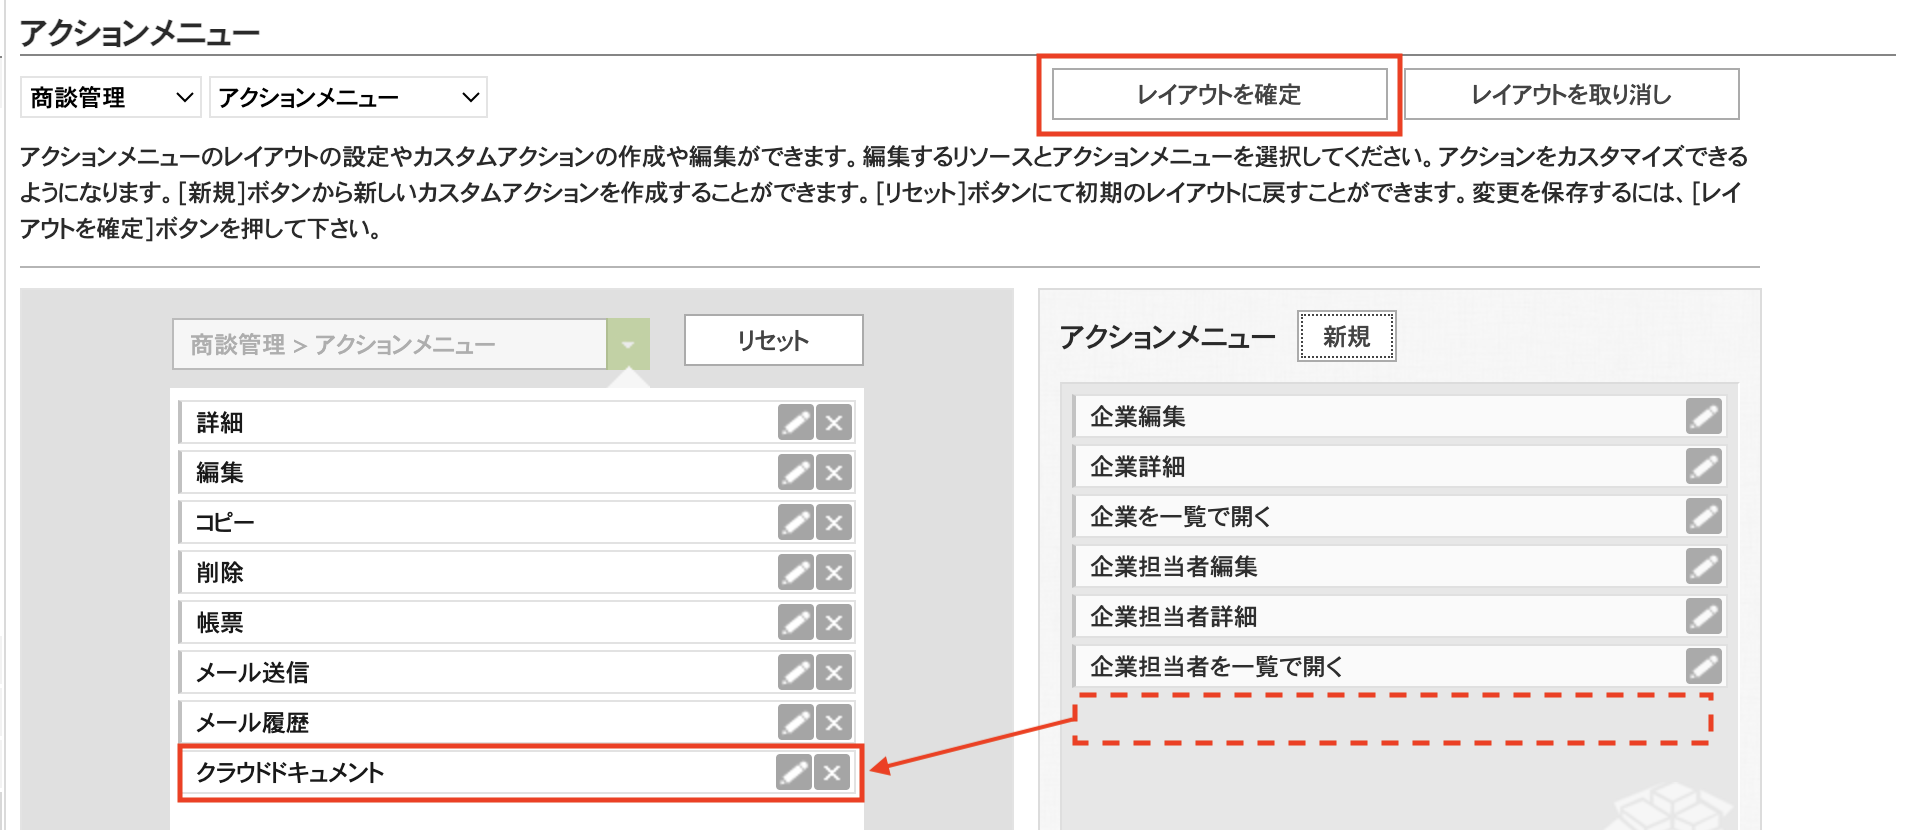 アクションメニュー
商談管理
アクションメニュー
レイアウトを確定
レイアウトを取り消し
アクションメニューのレイアウトの設定やカスタムアクションの作成や編集ができます。編集するリソースとアクションメニューを選択してください。アクションをカスタマイズできる
ようになります。[新規]ボタンから新しいカスタムアクションを作成することができます。[リセット]ボタンにて初期のレイアウトに戻すことができます。変更を保存するには、[レイ
アウトを確定]ボタンを押して下さい。
商談管理 > アクションメニュー
リセット
詳細
編集
コピー
削除
帳票
メール送信
メール履歴
クラウドドキュメント
アクションメニュー
新規
企業編集
企業詳細
企業を一覧で開く
企業担当者編集
企業担当者詳細
企業担当者を一覧で開く